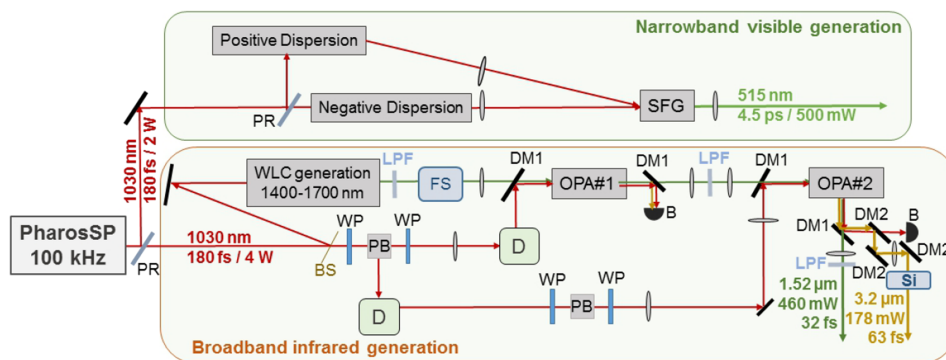 Narrowband visible generation
Positive Dispersion
Negative Dispersion
PR
SFG
515 nm
4.5 ps / 500 mW
1030 nm
180 fs / 2 W
WLC generation
1400-1700 nm
LPF
FS
DM1
OPA#1
DM1
B
LPF
DM1
OPA#2
PharosSP
100 kHz
PR
1030 nm
180 fs / 4 W
BS
WP
PB
WP
D
D
WP
PB
WP
DM1
DM2
B
DM2
DM2
LPF
Si
1.52 µm
460 mW
32 fs
3.2 µm
178 mW
63 fs
Broadband infrared generation